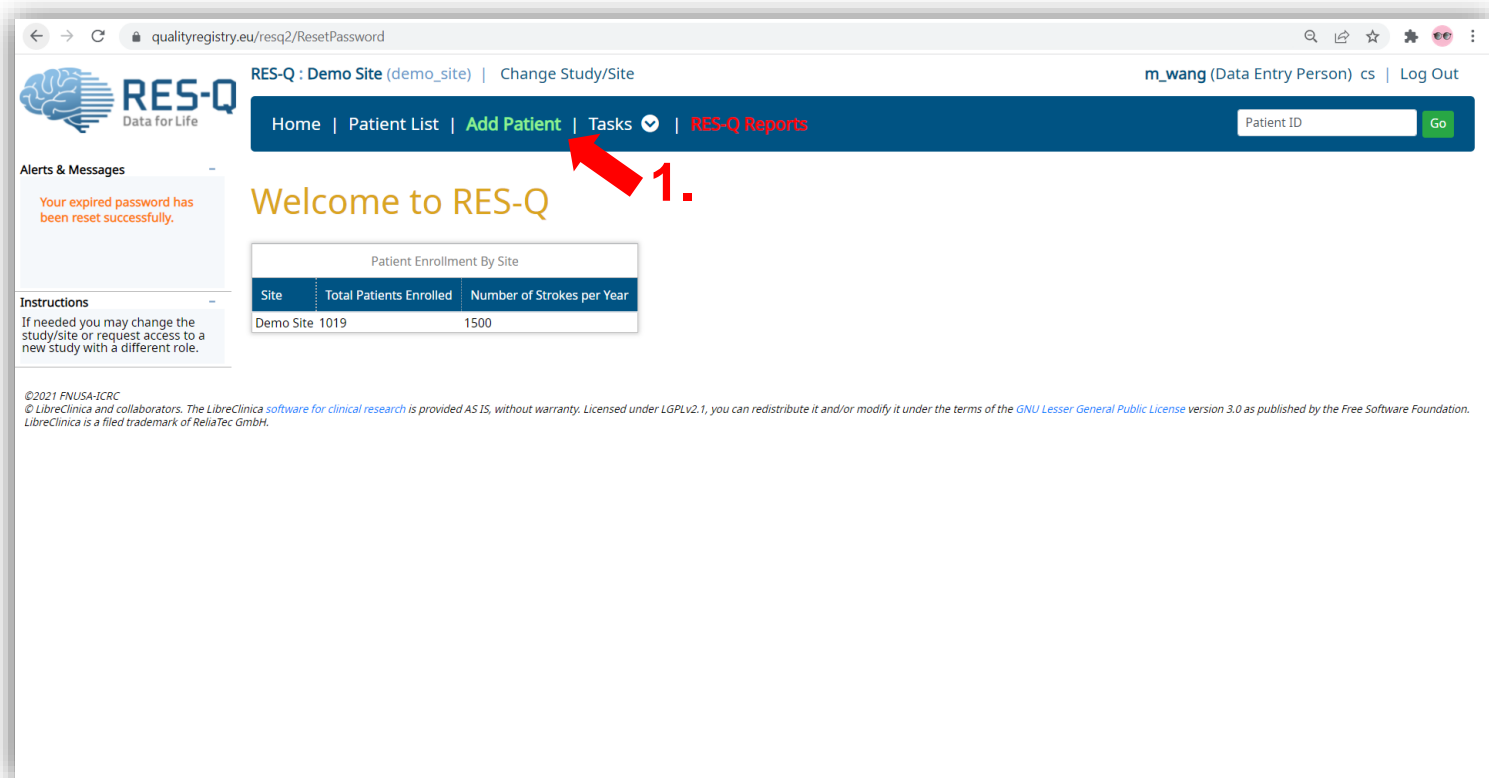 qualityregistry.eu/resq2/ResetPassword
RES-Q
Data for Life
RES-Q : Demo Site (demo_site) | Change Study/Site
m_wang (Data Entry Person) cs | Log Out
Home | Patient List | Add Patient | Tasks | RES-Q Reports
Patient ID
Go
1.
Alerts & Messages
Your expired password has
been reset successfully.
Instructions
If needed you may change the
study/site or request access to a
new study with a different role.
Welcome to RES-Q
Patient Enrollment By Site
Site Total Patients Enrolled Number of Strokes per Year
Demo Site 1019 1500
©2021 FNUSA-ICRC
© LibreClinica and collaborators. The LibreClinica software for clinical research is provided AS IS, without warranty. Licensed under LGPLv2.1, you can redistribute it and/or modify it under the terms of the GNU Lesser General Public License version 3.0 as published by the Free Software Foundation.
LibreClinica is a filed trademark of ReliaTec GmbH.